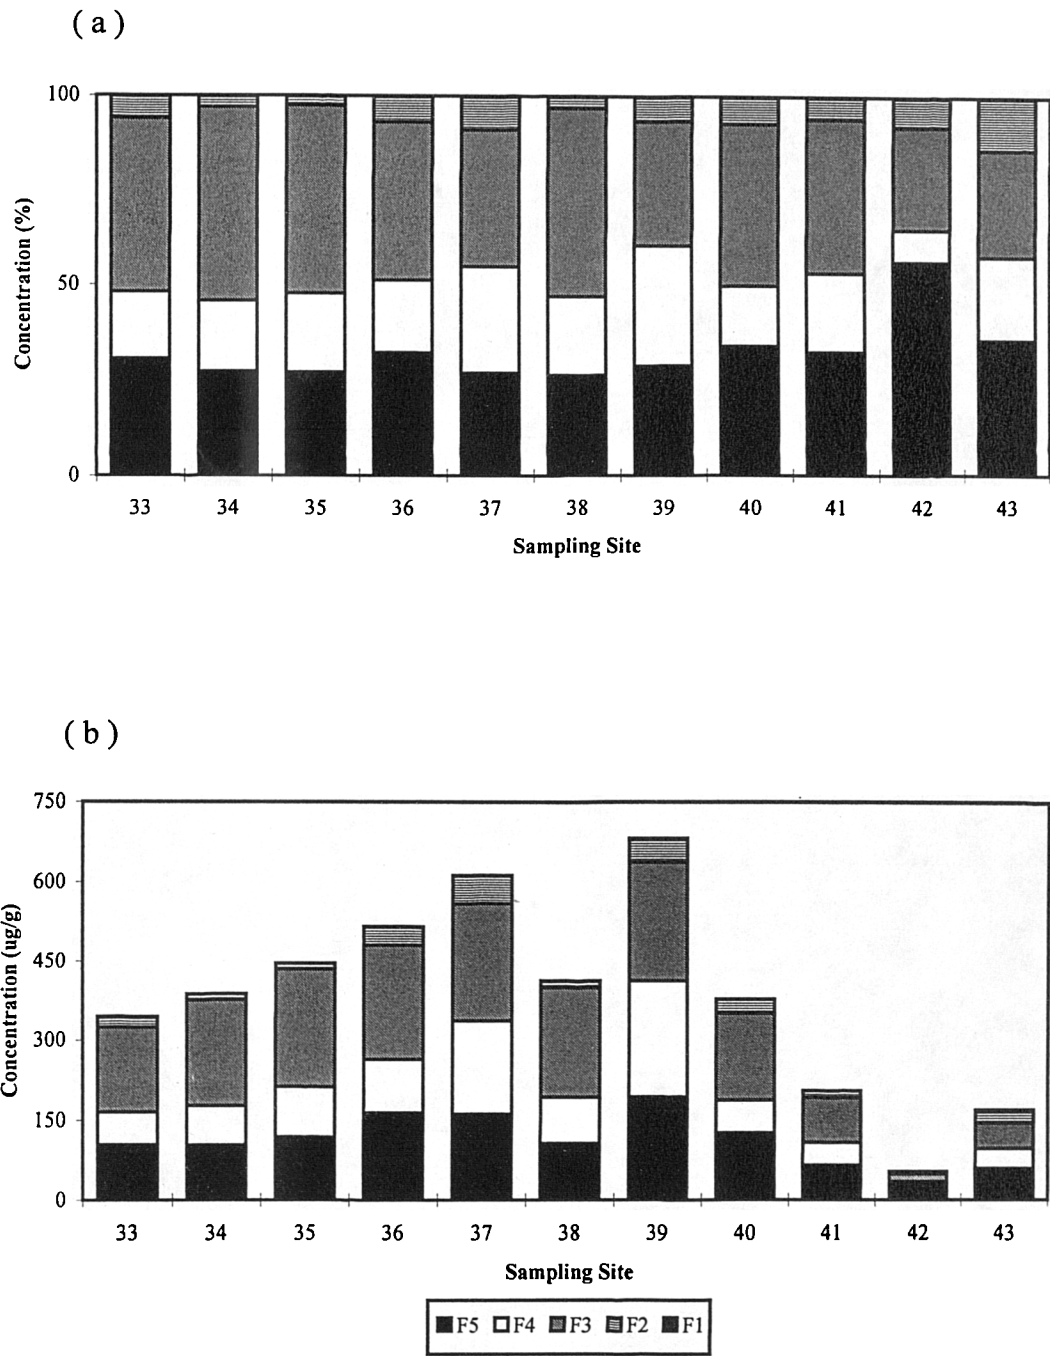 ( a )
100
50
0
Concentration (%)
33 34 35 36 37 38 39 40 41 42 43
Sampling Site
( b )
750
600
450
300
150
0
Concentration (ug/g)
33 34 35 36 37 38 39 40 41 42 43
Sampling Site
F5 F4 F3 F2 F1